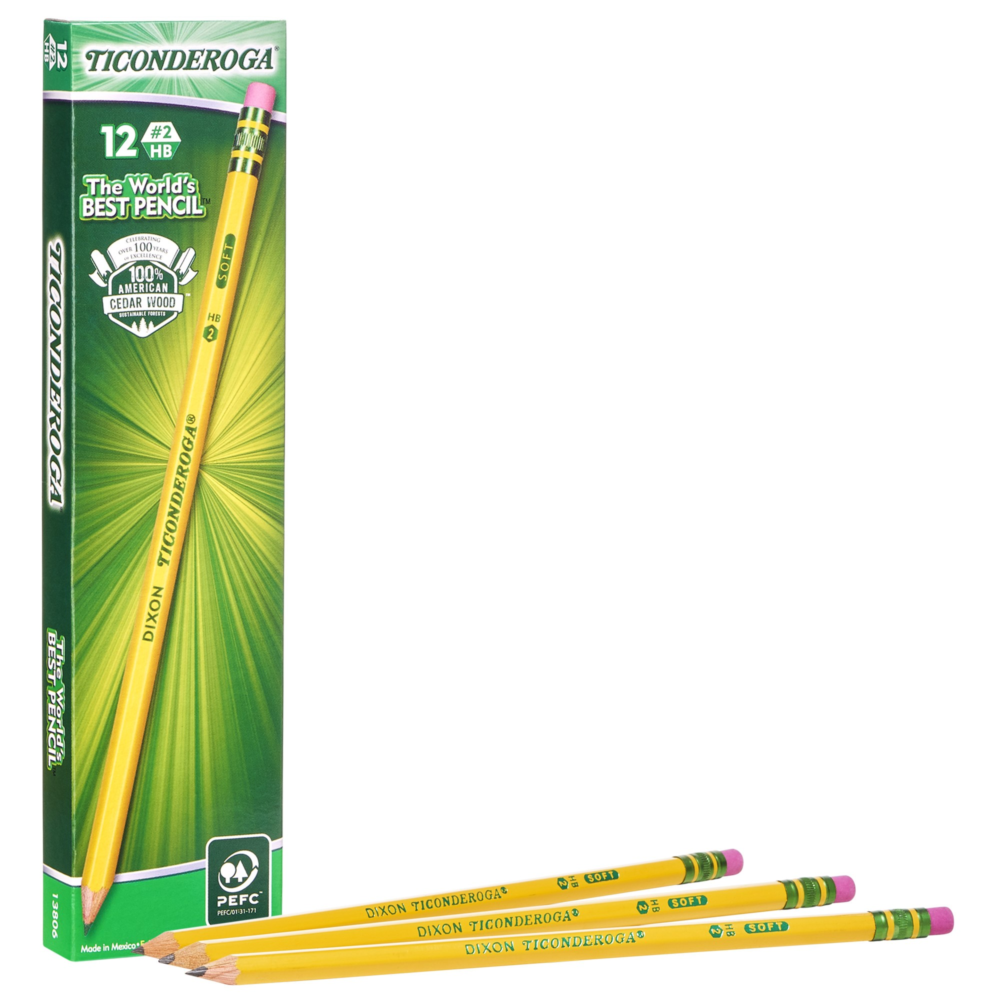 12
#2
HB
TICONDEROGA
The World's
BEST PENCIL™
13806
TICONDEROGA®
12 #2
HB
The World's
BEST PENCIL™
CELEBRATING
OVER 100 YEARS
OF EXCELLENCE
100%
AMERICAN
CEDAR WOOD™
SUSTAINABLE FORESTS
SOFT
HB
2
DIXON TICONDEROGA®
PEFC™
PEFC/01-31-171
Made in Mexico•
DIXON TICONDEROGA® 2 HB SOFT
DIXON TICONDEROGA® 2 HB SOFT
DIXON TICONDEROGA® 2 HB SOFT